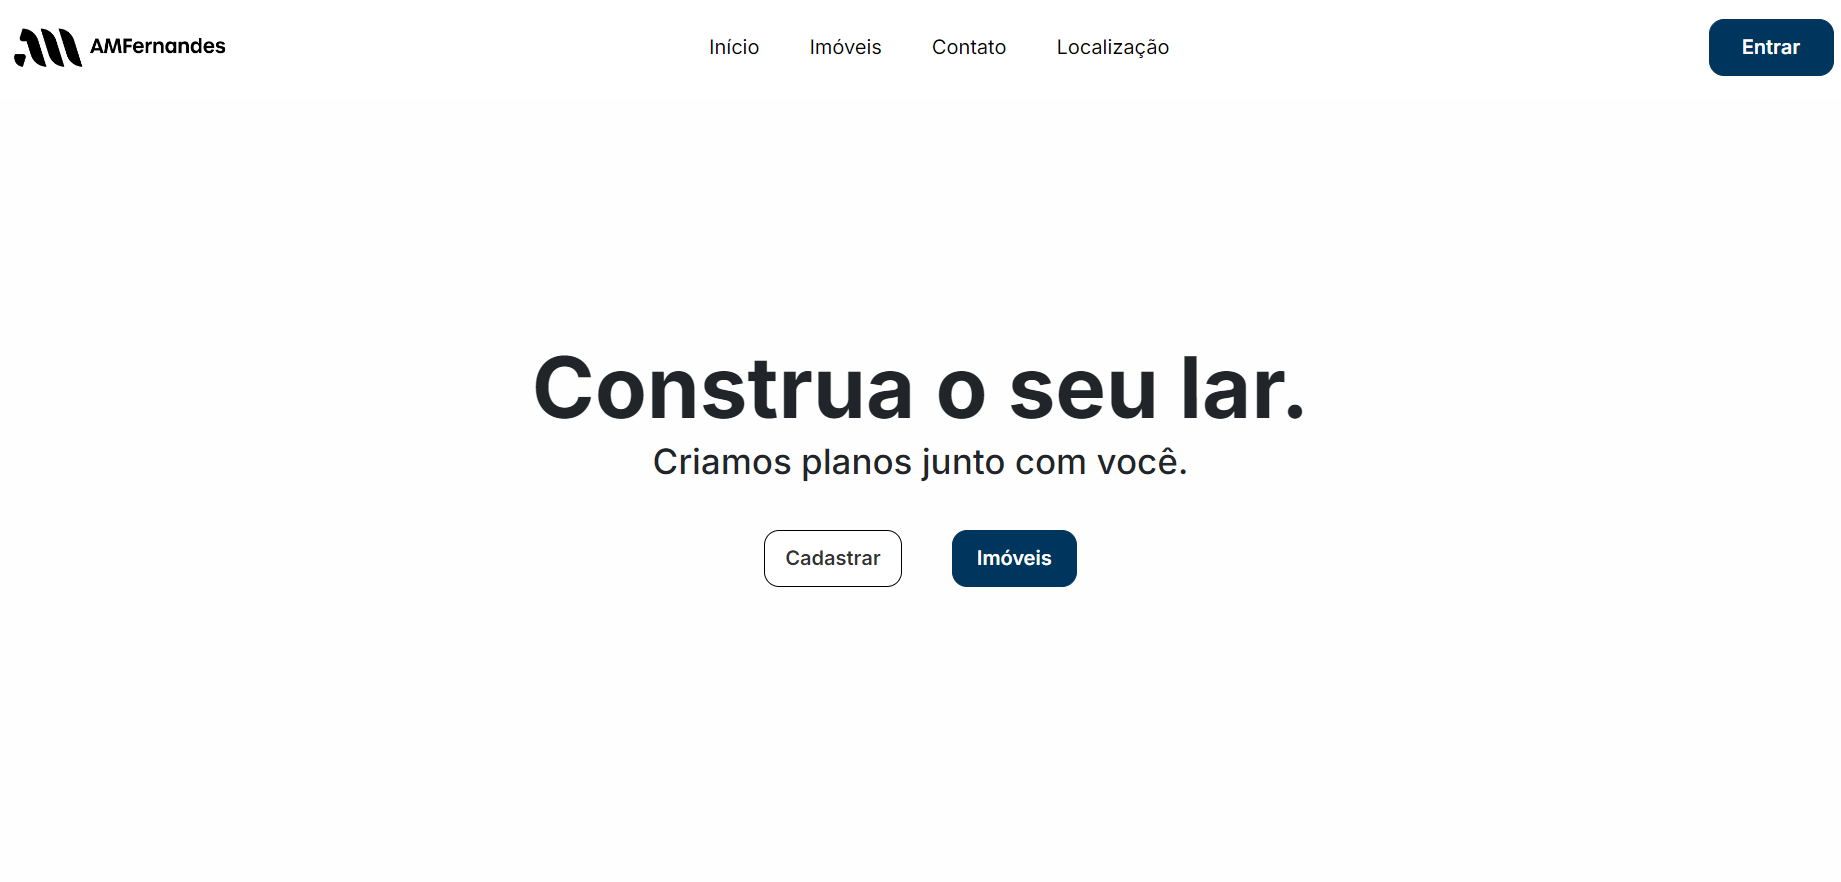 AMFernandes
Início Imóveis Contato Localização
Entrar
Construa o seu lar.
Criamos planos junto com você.
Cadastrar Imóveis